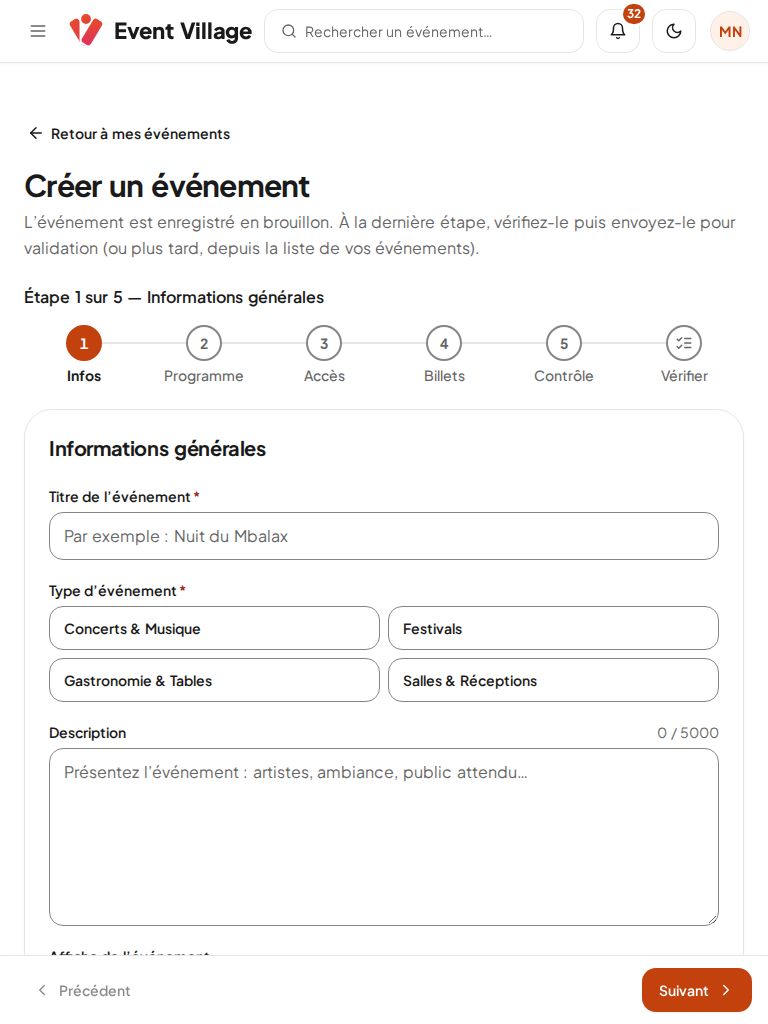 Event Village
Rechercher un événement…
32
MN
Retour à mes événements
Créer un événement
L’événement est enregistré en brouillon. À la dernière étape, vérifiez-le puis envoyez-le pour
validation (ou plus tard, depuis la liste de vos événements).
Étape 1 sur 5 — Informations générales
1 2 3 4 5
Infos Programme Accès Billets Contrôle Vérifier
Informations générales
Titre de l’événement *
Par exemple : Nuit du Mbalax
Type d’événement *
Concerts & Musique Festivals
Gastronomie & Tables Salles & Réceptions
Description 0 / 5000
Présentez l’événement : artistes, ambiance, public attendu…
Précédent Suivant